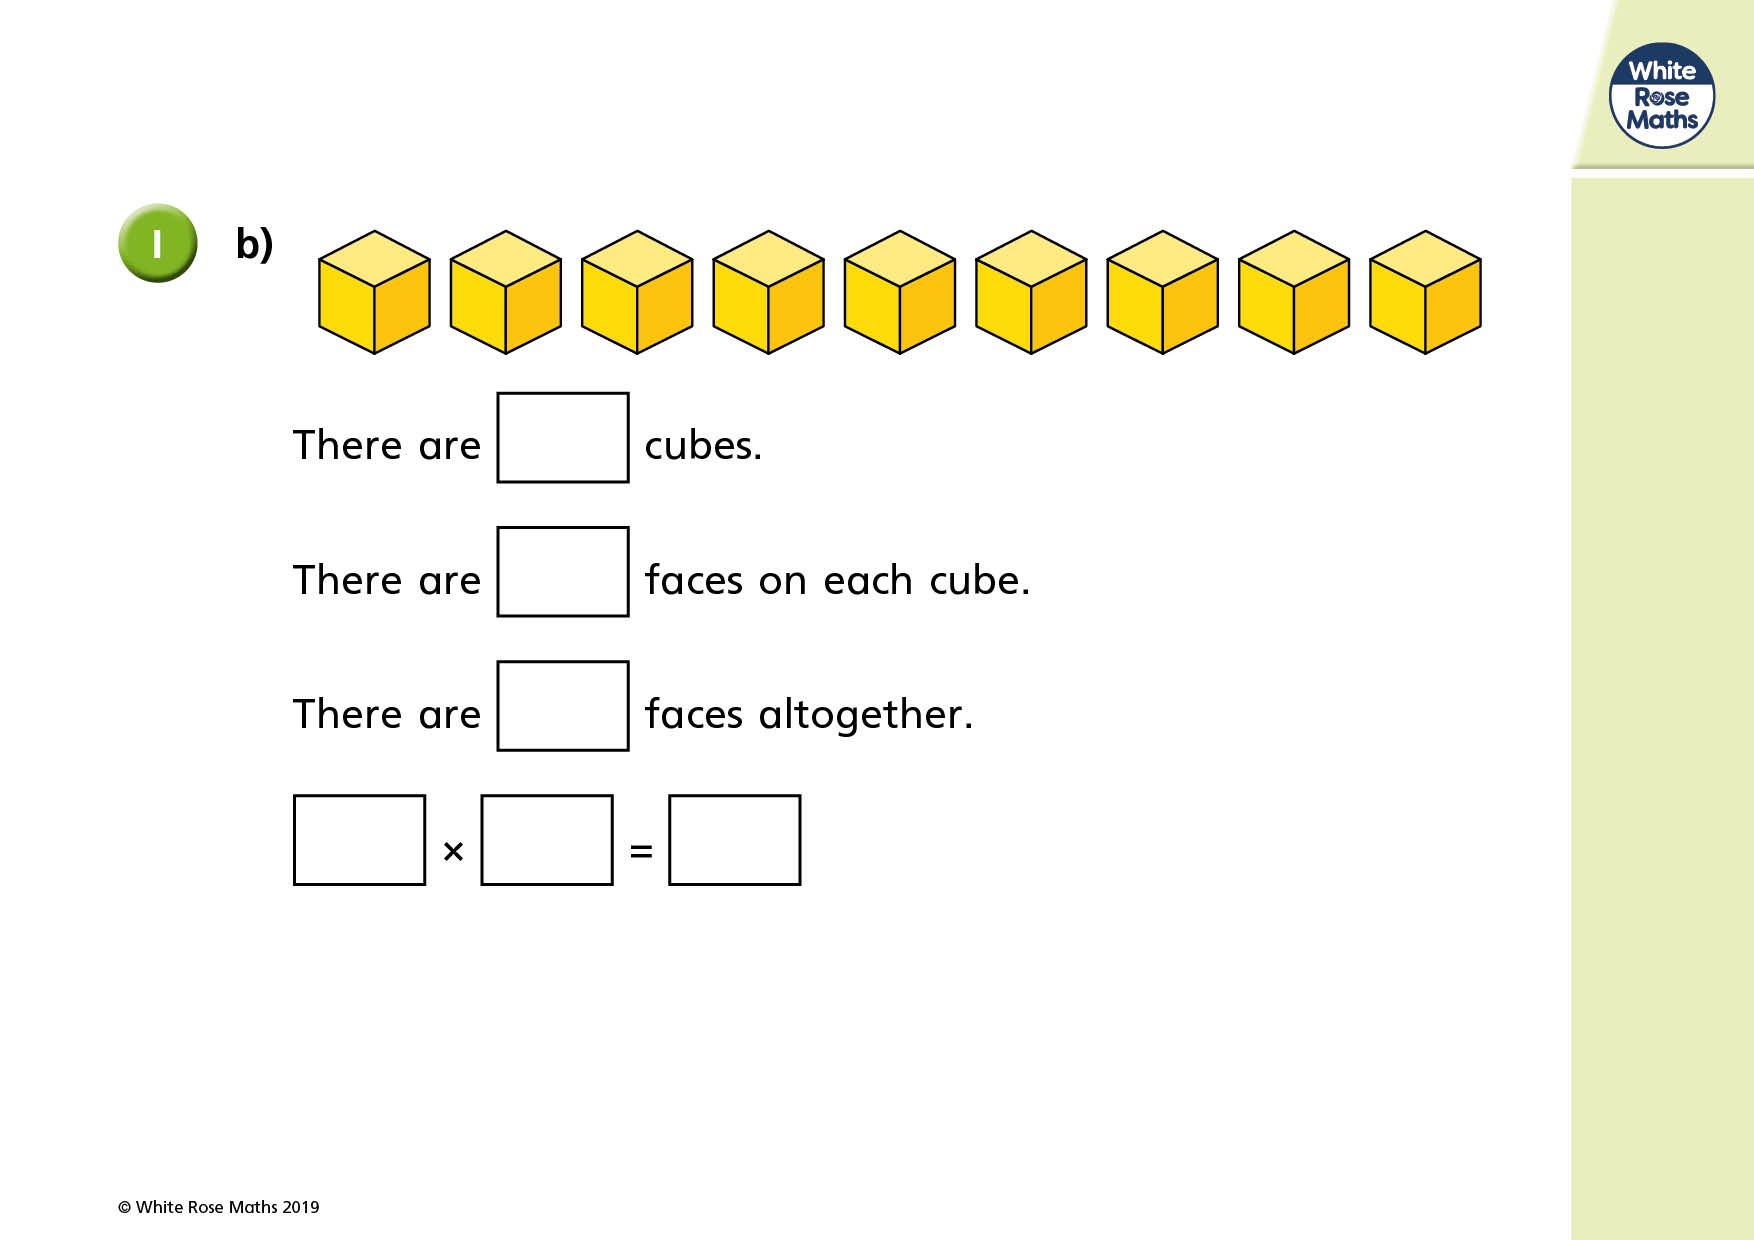 White
Rose
Maths
1 b)
There are cubes.
There are faces on each cube.
There are faces altogether.
× =
© White Rose Maths 2019